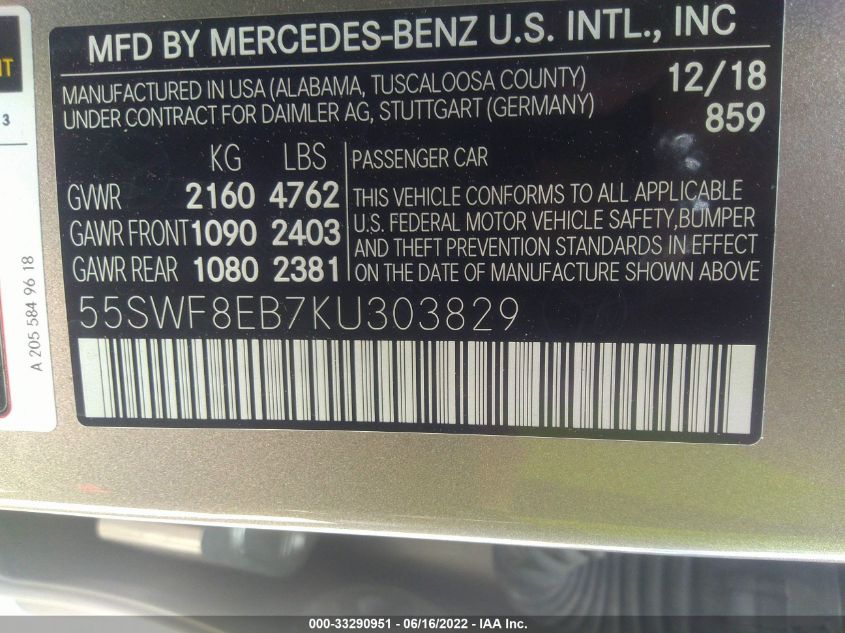 MFD BY MERCEDES-BENZ U.S. INTL., INC
MANUFACTURED IN USA (ALABAMA, TUSCALOOSA COUNTY) 12/18
UNDER CONTRACT FOR DAIMLER AG, STUTTGART (GERMANY) 859
KG LBS
GVWR 2160 4762
GAWR FRONT 1090 2403
GAWR REAR 1080 2381
PASSENGER CAR
THIS VEHICLE CONFORMS TO ALL APPLICABLE
U.S. FEDERAL MOTOR VEHICLE SAFETY, BUMPER
AND THEFT PREVENTION STANDARDS IN EFFECT
ON THE DATE OF MANUFACTURE SHOWN ABOVE
55SWF8EB7KU303829
A 205 584 96 18
3
000-33290951 - 06/16/2022 - IAA Inc.